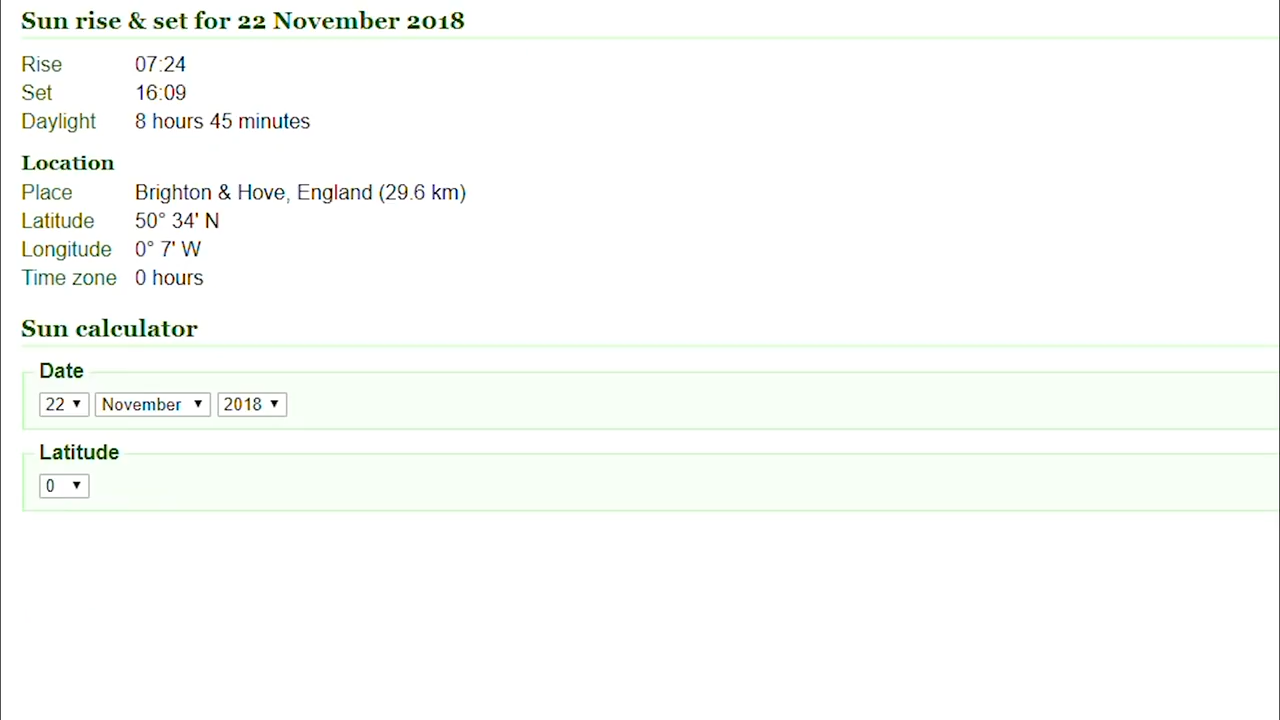 Sun rise & set for 22 November 2018
Rise 07:24
Set 16:09
Daylight 8 hours 45 minutes
Location
Place Brighton & Hove, England (29.6 km)
Latitude 50° 34' N
Longitude 0° 7' W
Time zone 0 hours
Sun calculator
Date
22 November 2018
Latitude
0